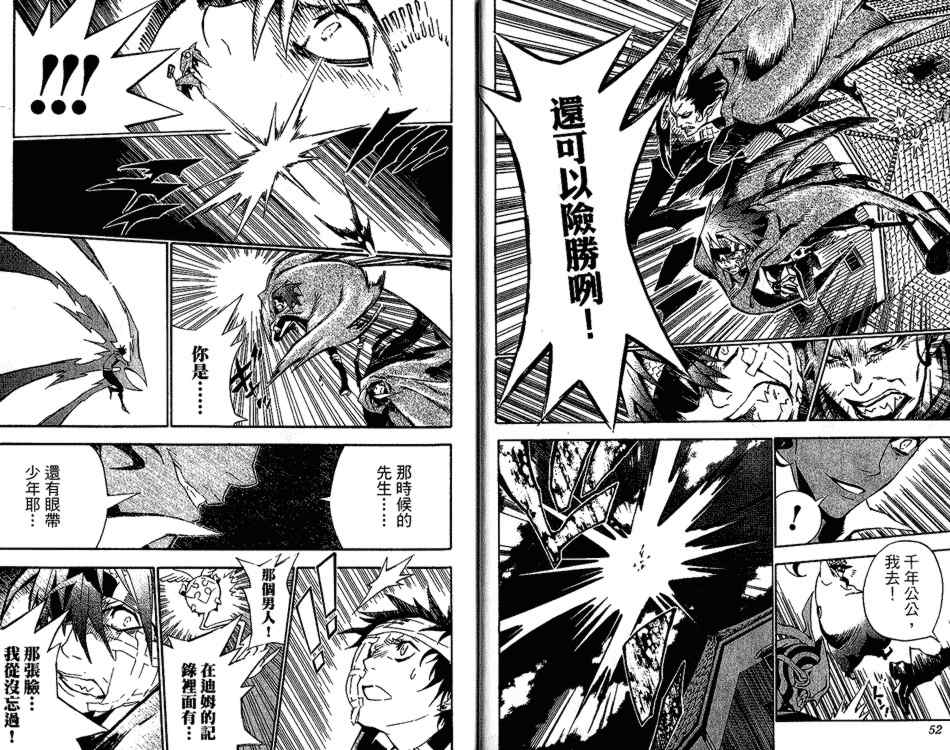 還可以險勝咧！
！
千年公公，
我去！
52
!!!
你是……
那時候的
先生……
還有眼帶
少年耶…
那個男人！
在迪姆的記
錄裡面有…
那張臉…
我從沒忘過！